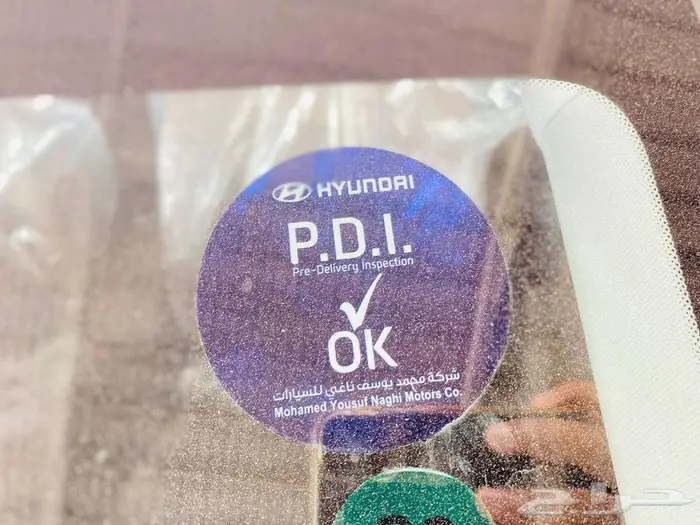 HYUNDAI
P.D.I.
Pre-Delivery Inspection
OK
شركة محمد يوسف ناغي للسيارات
Mohamed Yousuf Naghi Motors Co.
حراج